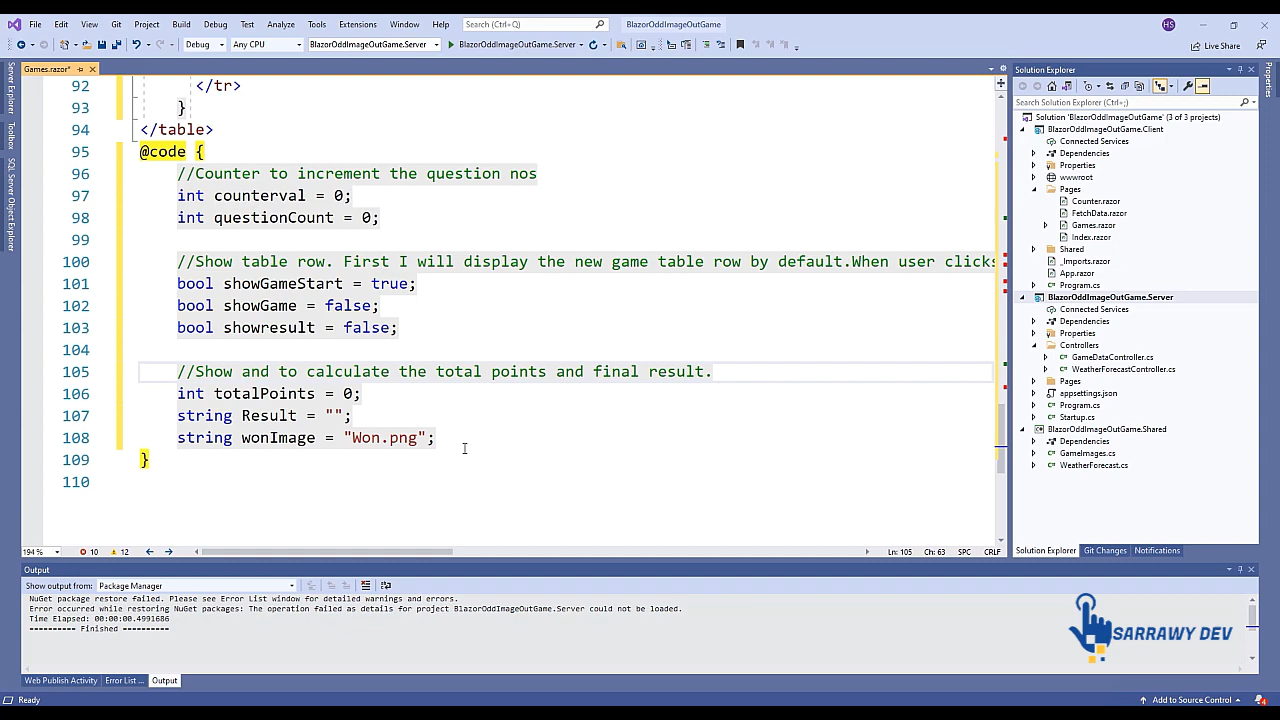 File Edit View Git Project Build Debug Test Analyze Tools Extensions Window Help Search (Ctrl+Q) BlazorOddImageOutGame HS
Debug Any CPU BlazorOddImageOutGame.Server BlazorOddImageOutGame.Server Live Share
Games.razor*
Server Explorer
Toolbox
SQL Server Object Explorer
92 </tr>
93 }
94 </table>
95 @code {
96 //Counter to increment the question nos
97 int counterval = 0;
98 int questionCount = 0;
99
100 //Show table row. First I will display the new game table row by default.When user clicks
101 bool showGameStart = true;
102 bool showGame = false;
103 bool showresult = false;
104
105 //Show and to calculate the total points and final result.
106 int totalPoints = 0;
107 string Result = "";
108 string wonImage = "Won.png";
109 }
110
194 % 10 12 Ln: 105 Ch: 63 SPC CRLF
Solution Explorer
Search Solution Explorer (Ctrl+;)
Solution 'BlazorOddImageOutGame' (3 of 3 projects)
BlazorOddImageOutGame.Client
Connected Services
Dependencies
Properties
wwwroot
Pages
Counter.razor
FetchData.razor
Games.razor
Index.razor
Shared
_Imports.razor
App.razor
Program.cs
BlazorOddImageOutGame.Server
Connected Services
Dependencies
Properties
Controllers
GameDataController.cs
WeatherForecastController.cs
Pages
appsettings.json
Program.cs
Startup.cs
BlazorOddImageOutGame.Shared
Dependencies
GameImages.cs
WeatherForecast.cs
Solution Explorer Git Changes Notifications
Properties
Output
Show output from: Package Manager
NuGet package restore failed. Please see Error List window for detailed warnings and errors.
Error occurred while restoring NuGet packages: The operation failed as details for project BlazorOddImageOutGame.Server could not be loaded.
Time Elapsed: 00:00:00.4991686
========== Finished ==========
SARRAWY DEV
Web Publish Activity Error List ... Output
Ready Add to Source Control 4